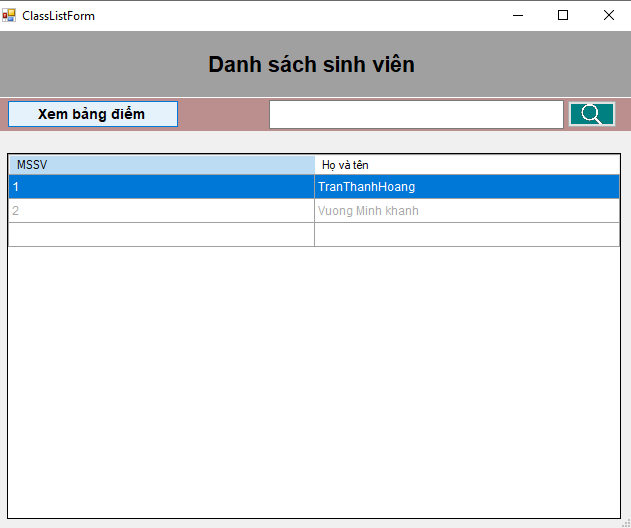 ClassListForm
Danh sách sinh viên
Xem bảng điểm
MSSV Họ và tên
1 TranThanhHoang
2 Vuong Minh khanh